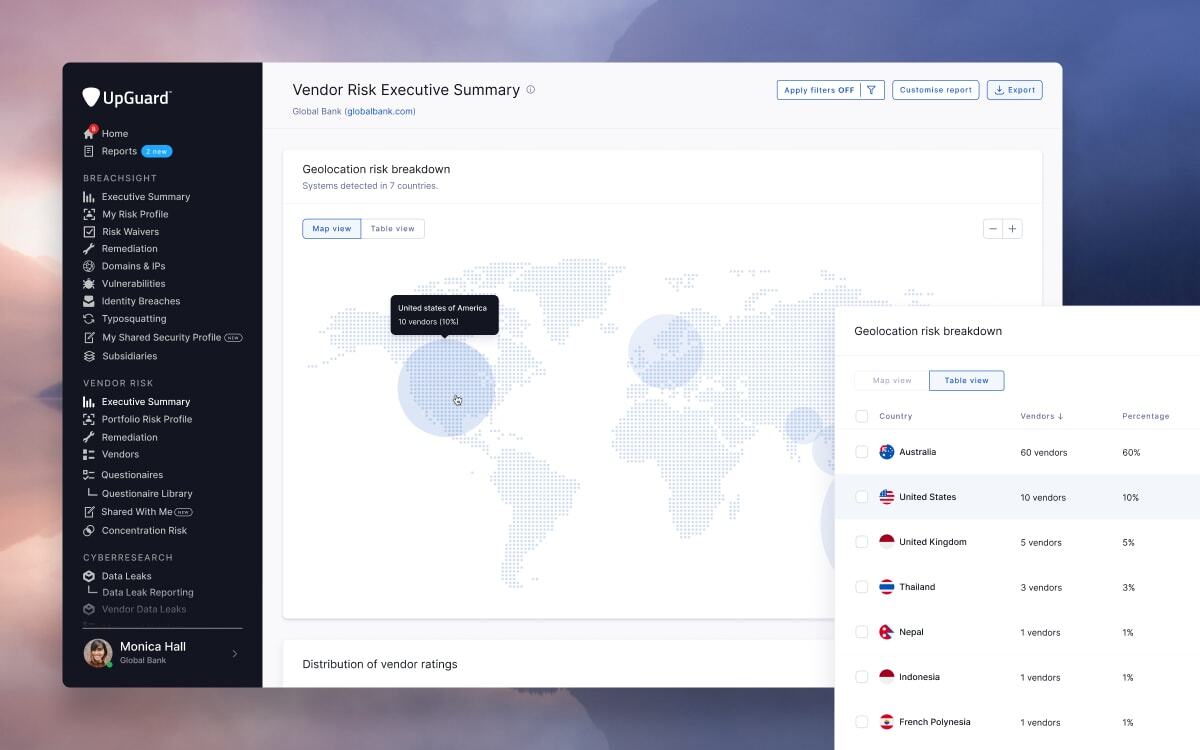 UpGuard™
8
Home
Reports 2 new
BREACHSIGHT
Executive Summary
My Risk Profile
Risk Waivers
Remediation
Domains & IPs
Vulnerabilities
Identity Breaches
Typosquatting
My Shared Security Profile NEW
Subsidiaries
VENDOR RISK
Executive Summary
Portfolio Risk Profile
Remediation
Vendors
Questionaires
Questionaire Library
Shared With Me NEW
Concentration Risk
CYBERRESEARCH
Data Leaks
Data Leak Reporting
Vendor Data Leaks
Monica Hall
Global Bank
Vendor Risk Executive Summary
Global Bank (globalbank.com)
Apply filters OFF
Customise report
Export
Geolocation risk breakdown
Systems detected in 7 countries.
Map view
Table view
United states of America
10 vendors (10%)
Distribution of vendor ratings
Geolocation risk breakdown
Map view
Table view
Country Vendors ↓ Percentage
Australia 60 vendors 60%
United States 10 vendors 10%
United Kingdom 5 vendors 5%
Thailand 3 vendors 3%
Nepal 1 vendors 1%
Indonesia 1 vendors 1%
French Polynesia 1 vendors 1%